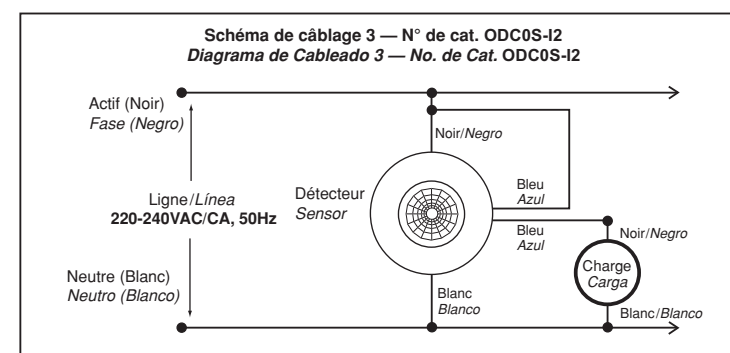 Schéma de câblage 3 — N° de cat. ODC0S-I2
Diagrama de Cableado 3 — No. de Cat. ODC0S-I2
Actif (Noir)
Fase (Negro)
Noir/Negro
Ligne/Línea
220-240VAC/CA, 50Hz
Détecteur
Sensor
Bleu
Azul
Bleu
Azul
Noir/Negro
Charge
Carga
Neutre (Blanc)
Neutro (Blanco)
Blanc
Blanco
Blanc/Blanco